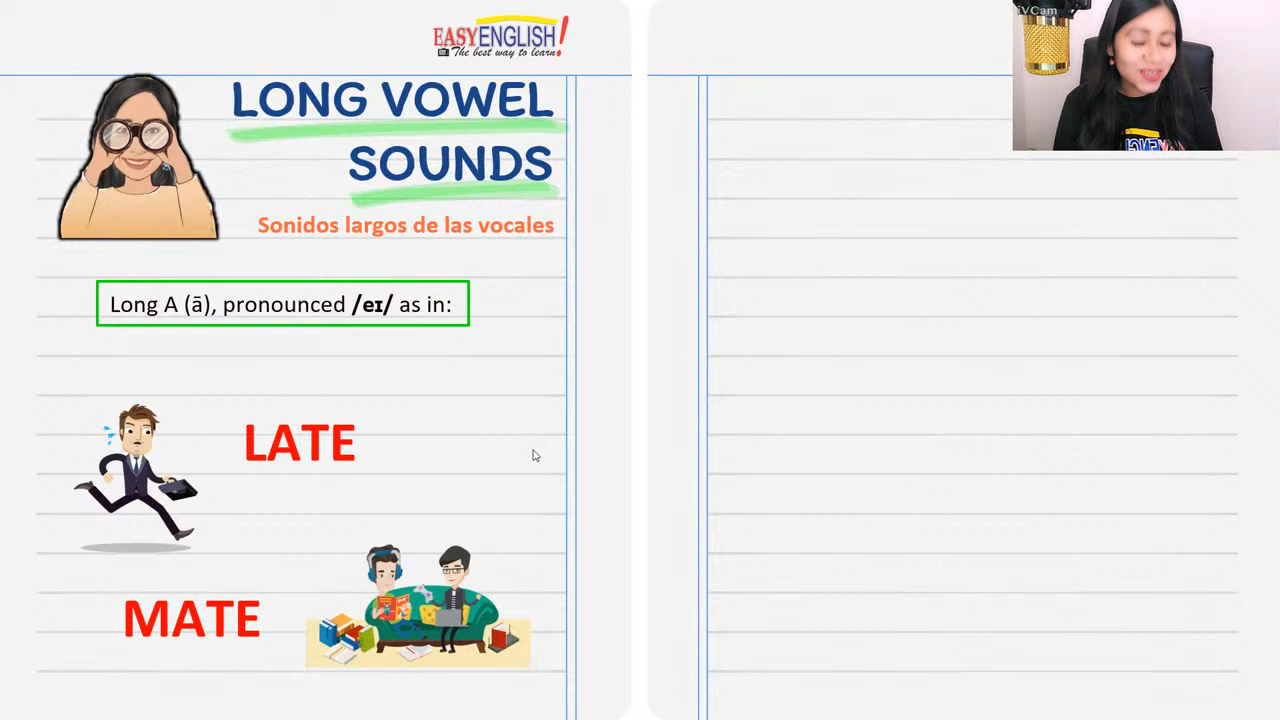 EASYENGLISH!
The best way to learn!
iVCam
LONG VOWEL
SOUNDS
Sonidos largos de las vocales
Long A (ā), pronounced /eɪ/ as in:
LATE
MATE